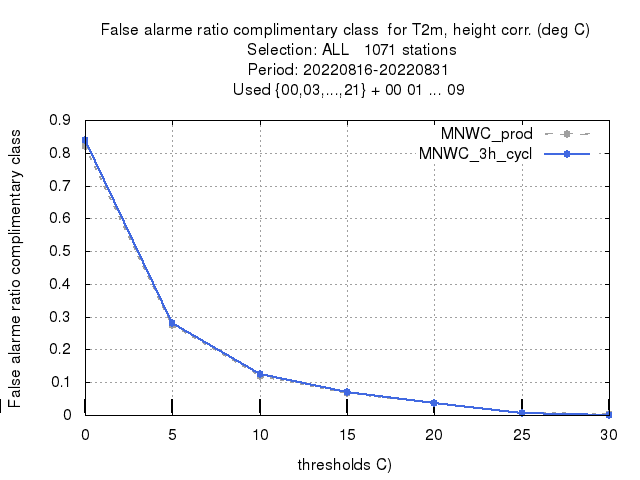 False alarme ratio complimentary class  for T2m, height corr. (deg C)
Selection: ALL   1071 stations
Period: 20220816-20220831
Used {00,03,...,21} + 00 01 ... 09
False alarme ratio complimentary class
0.9
0.8
0.7
0.6
0.5
0.4
0.3
0.2
0.1
0
MNWC_prod
MNWC_3h_cycl
0 5 10 15 20 25 30
thresholds C)